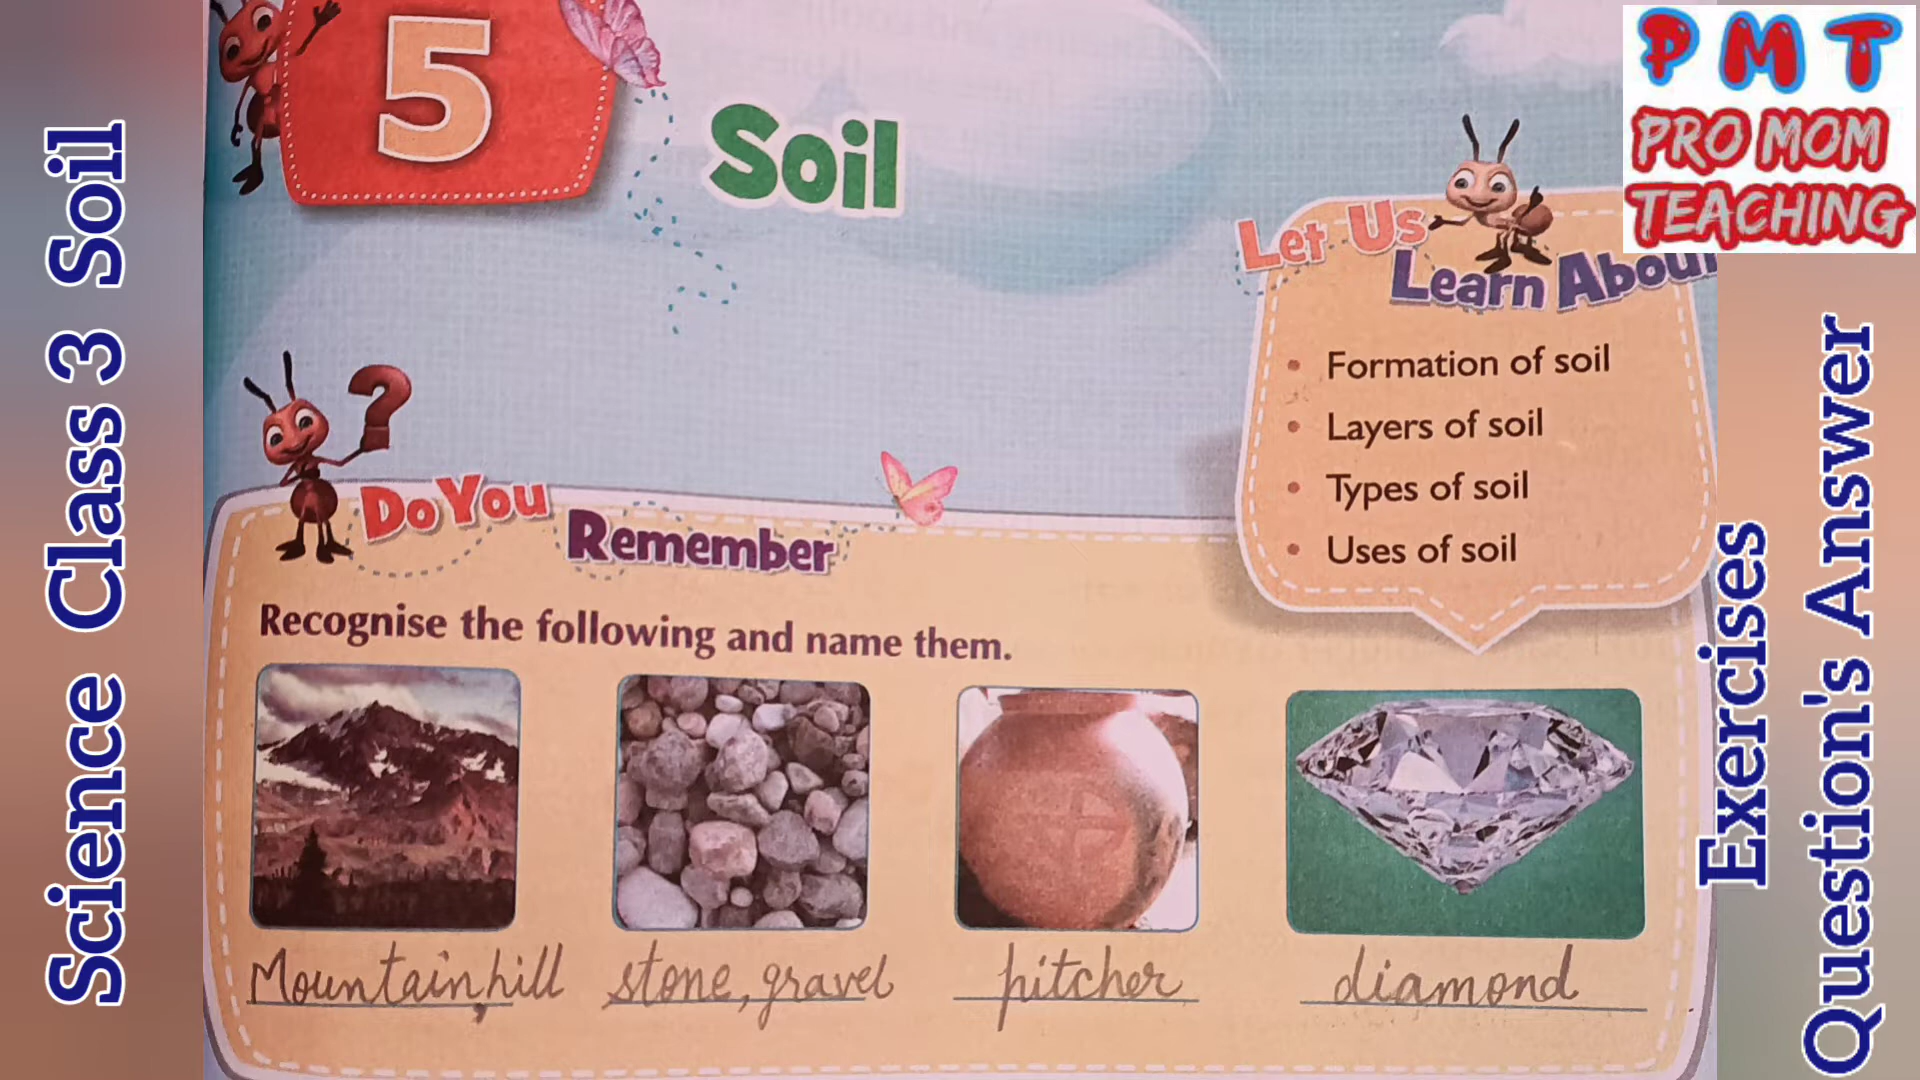 Science Class 3 Soil
5
Soil
PMT
PRO MOM
TEACHING
Let Us
Learn About
• Formation of soil
• Layers of soil
• Types of soil
• Uses of soil
?
Do You
Remember
Recognise the following and name them.
Mountain, hill
stone, gravel
pitcher
diamond
Exercises
Question's Answer